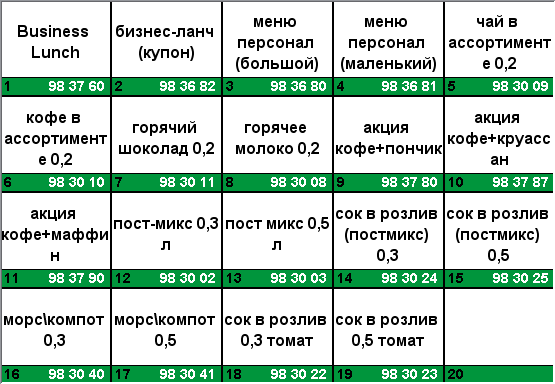 Business
Lunch
1 98 37 60
бизнес-ланч
(купон)
2 98 36 82
меню
персонал
(большой)
3 98 36 80
меню
персонал
(маленький)
4 98 36 81
чай в
ассортимент
е 0,2
5 98 30 09
кофе в
ассортимент
е 0,2
6 98 30 10
горячий
шоколад 0,2
7 98 30 11
горячее
молоко 0,2
8 98 30 08
акция
кофе+пончик
9 98 37 80
акция
кофе+круасс
ан
10 98 37 87
акция
кофе+маффи
н
11 98 37 90
пост-микс 0,3
л
12 98 30 02
пост микс 0,5
л
13 98 30 03
сок в розлив
(постмикс)
0,3
14 98 30 24
сок в розлив
(постмикс)
0,5
15 98 30 25
морс\компот
0,3
16 98 30 40
морс\компот
0,5
17 98 30 41
сок в розлив
0,3 томат
18 98 30 22
сок в розлив
0,5 томат
19 98 30 23
20